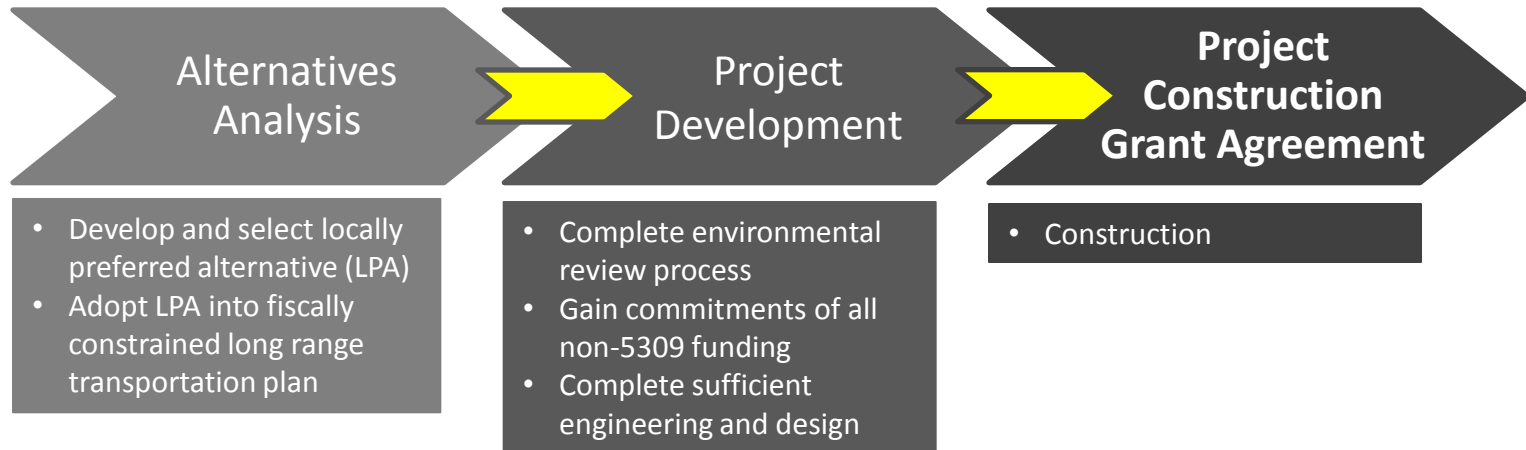 Alternatives
Analysis
• Develop and select locally
preferred alternative (LPA)
• Adopt LPA into fiscally
constrained long range
transportation plan
Project
Development
• Complete environmental
review process
• Gain commitments of all
non-5309 funding
• Complete sufficient
engineering and design
Project
Construction
Grant Agreement
• Construction